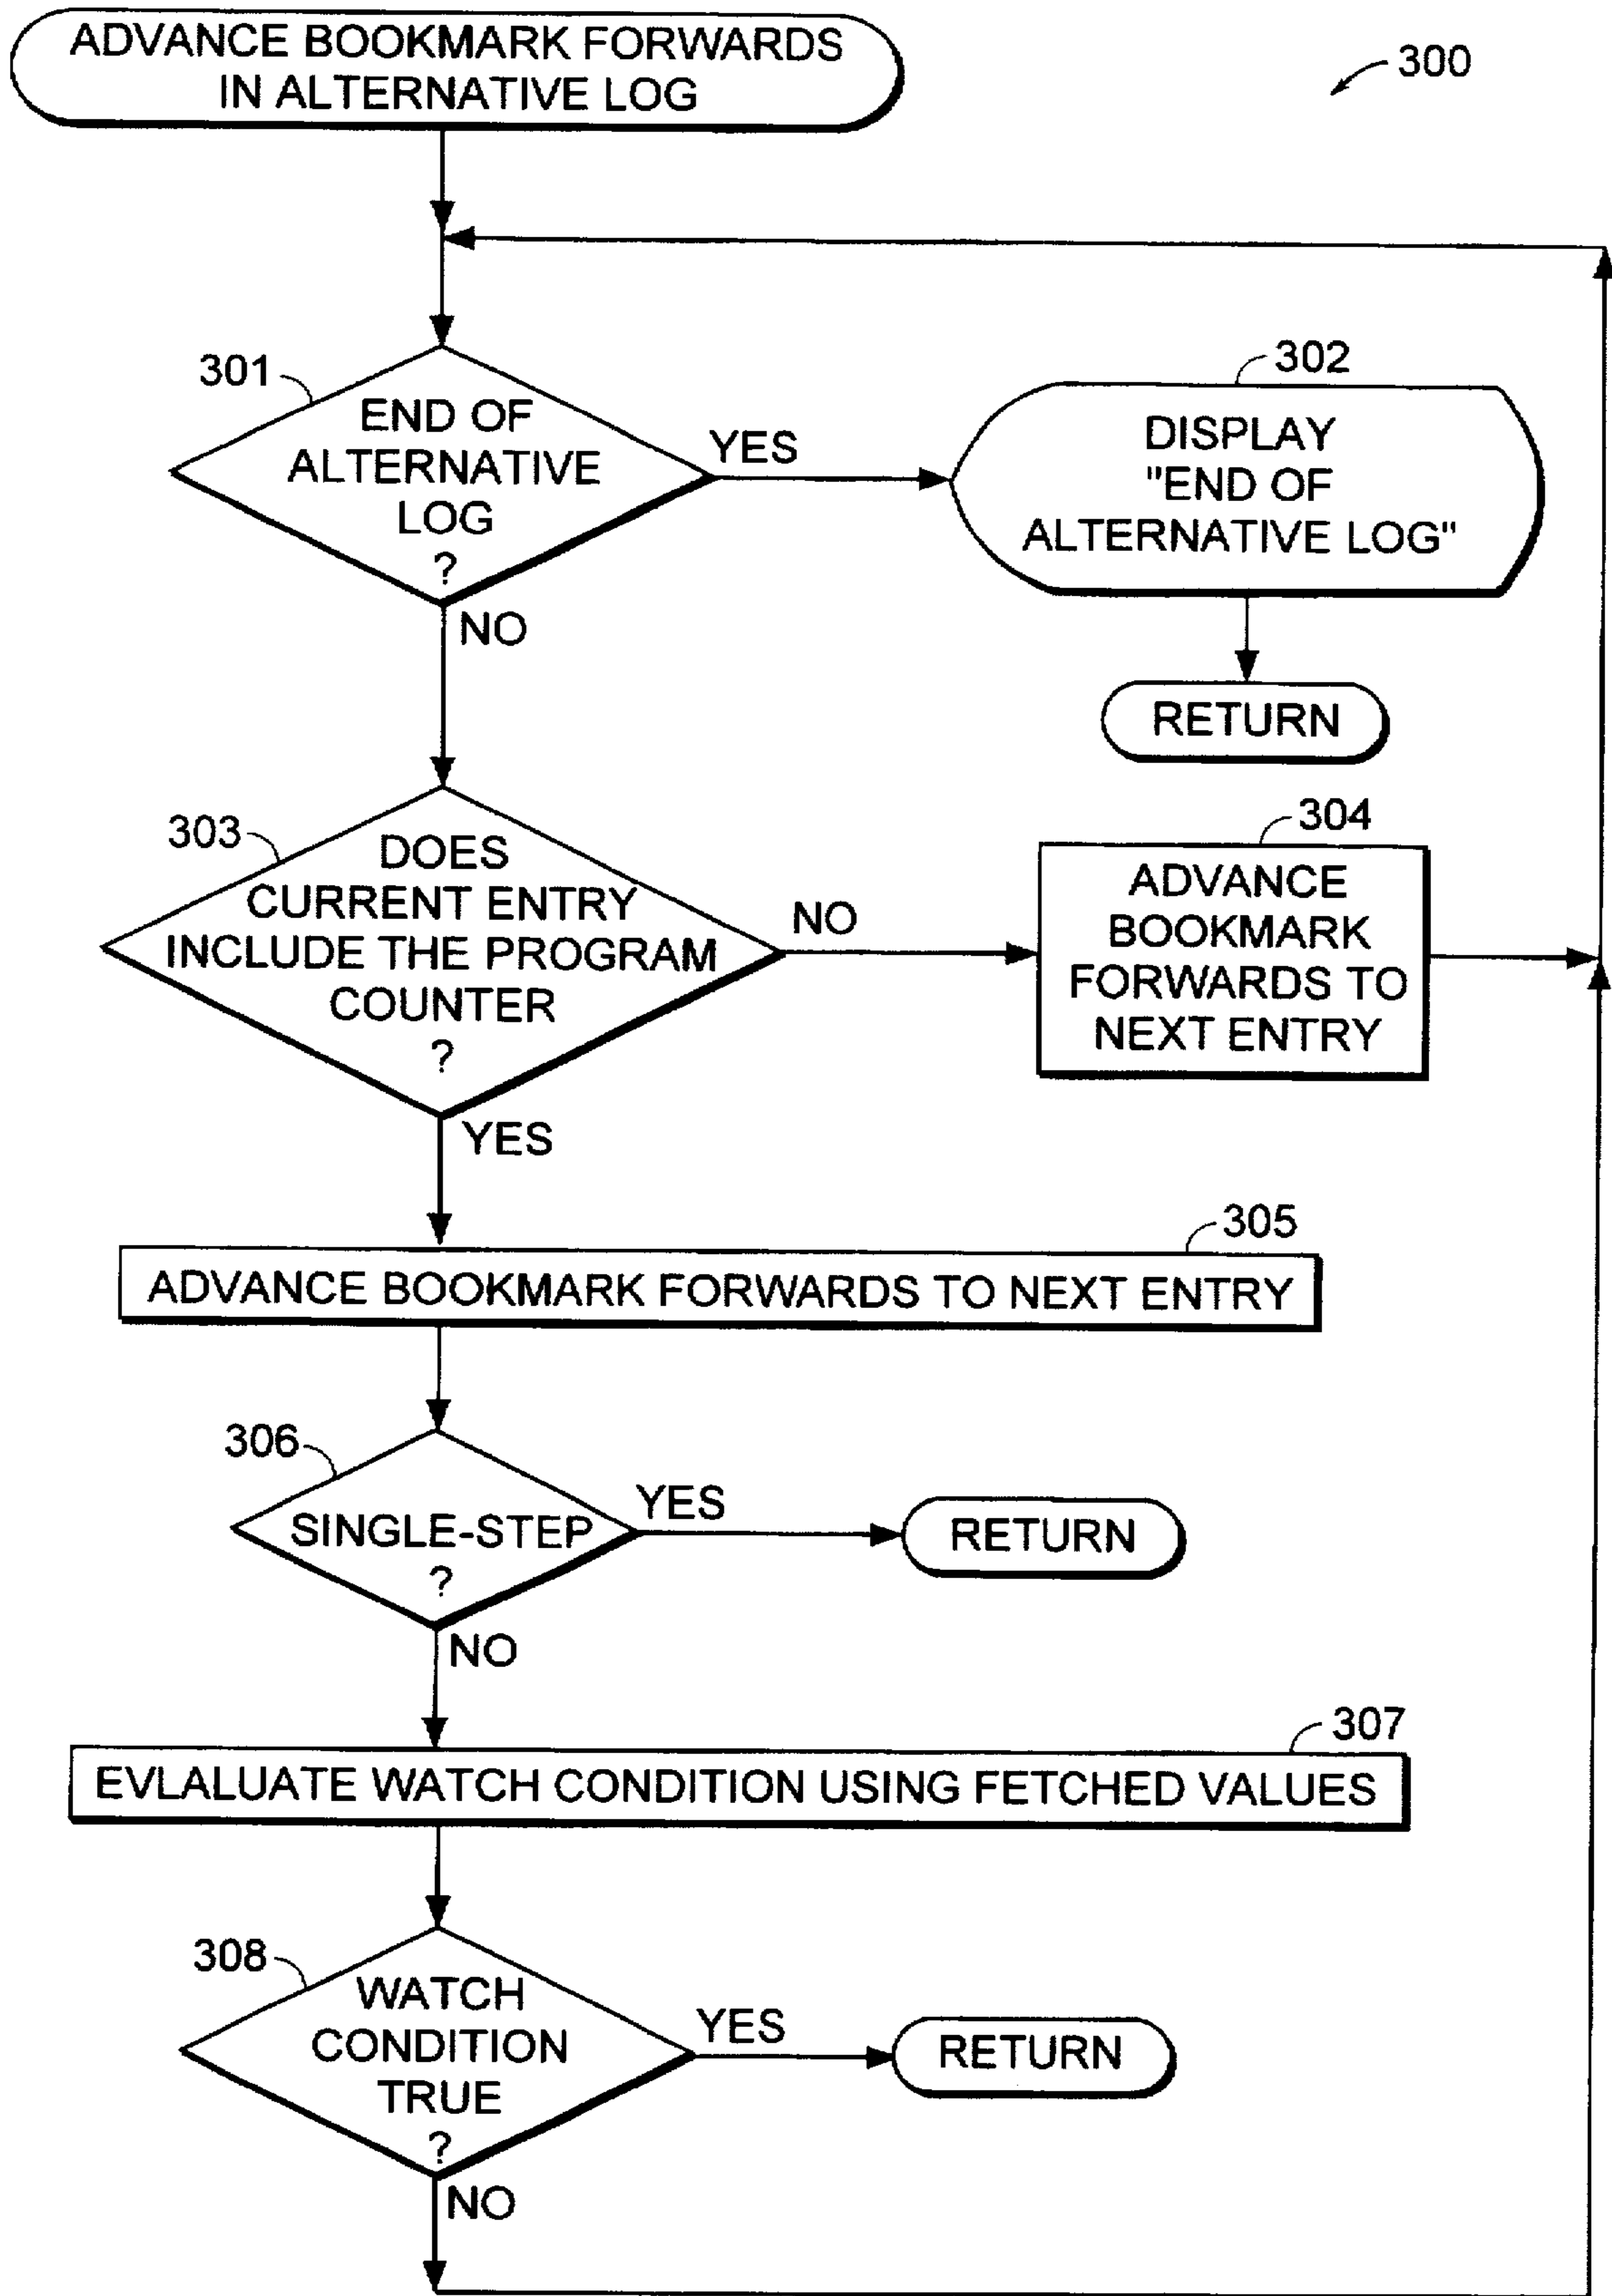 ADVANCE BOOKMARK FORWARDS
IN ALTERNATIVE LOG
300
301
END OF
ALTERNATIVE
LOG
?
YES
NO
302
DISPLAY
"END OF
ALTERNATIVE LOG"
RETURN
303
DOES
CURRENT ENTRY
INCLUDE THE PROGRAM
COUNTER
?
NO
YES
304
ADVANCE
BOOKMARK
FORWARDS TO
NEXT ENTRY
305
ADVANCE BOOKMARK FORWARDS TO NEXT ENTRY
306
SINGLE-STEP
?
YES
RETURN
NO
307
EVLALUATE WATCH CONDITION USING FETCHED VALUES
308
WATCH
CONDITION
TRUE
?
YES
RETURN
NO